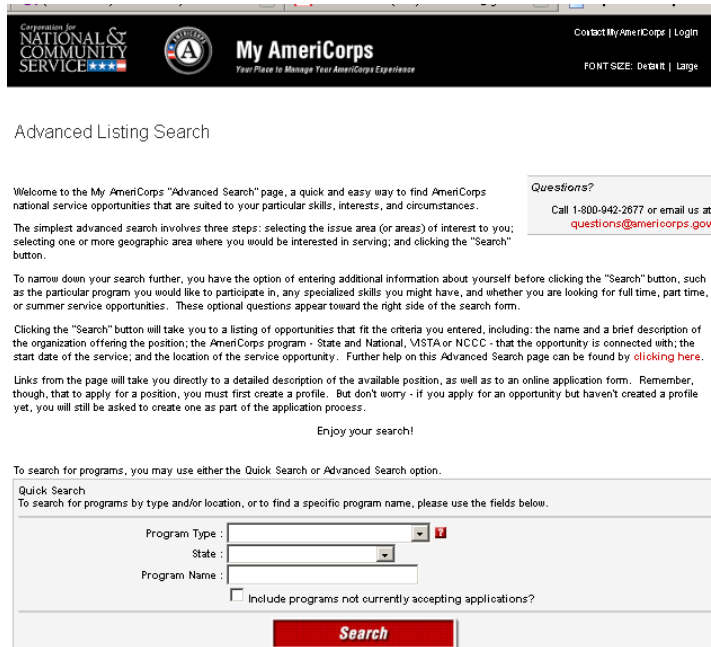 Corporation for
NATIONAL &
COMMUNITY
SERVICE
AMERICORPS
A
My AmeriCorps
Your Place to Manage Your AmeriCorps Experience
Contact My AmeriCorps | Login
FONT SIZE: Default | Large
Advanced Listing Search
Welcome to the My AmeriCorps "Advanced Search" page, a quick and easy way to find AmeriCorps
national service opportunities that are suited to your particular skills, interests, and circumstances.
Questions?
Call 1-800-942-2677 or email us at
questions@americorps.gov
The simplest advanced search involves three steps: selecting the issue area (or areas) of interest to you;
selecting one or more geographic area where you would be interested in serving; and clicking the "Search"
button.
To narrow down your search further, you have the option of entering additional information about yourself before clicking the "Search" button, such
as the particular program you would like to participate in, any specialized skills you might have, and whether you are looking for full time, part time,
or summer service opportunities. These optional questions appear toward the right side of the search form.
Clicking the "Search" button will take you to a listing of opportunities that fit the criteria you entered, including: the name and a brief description of
the organization offering the position; the AmeriCorps program - State and National, VISTA or NCCC - that the opportunity is connected with; the
start date of the service; and the location of the service opportunity. Further help on this Advanced Search page can be found by clicking here.
Links from the page will take you directly to a detailed description of the available position, as well as to an online application form. Remember,
though, that to apply for a position, you must first create a profile. But don't worry - if you apply for an opportunity but haven't created a profile
yet, you will still be asked to create one as part of the application process.
Enjoy your search!
To search for programs, you may use either the Quick Search or Advanced Search option.
Quick Search
To search for programs by type and/or location, or to find a specific program name, please use the fields below.
Program Type :
?
State :
Program Name :
Include programs not currently accepting applications?
Search